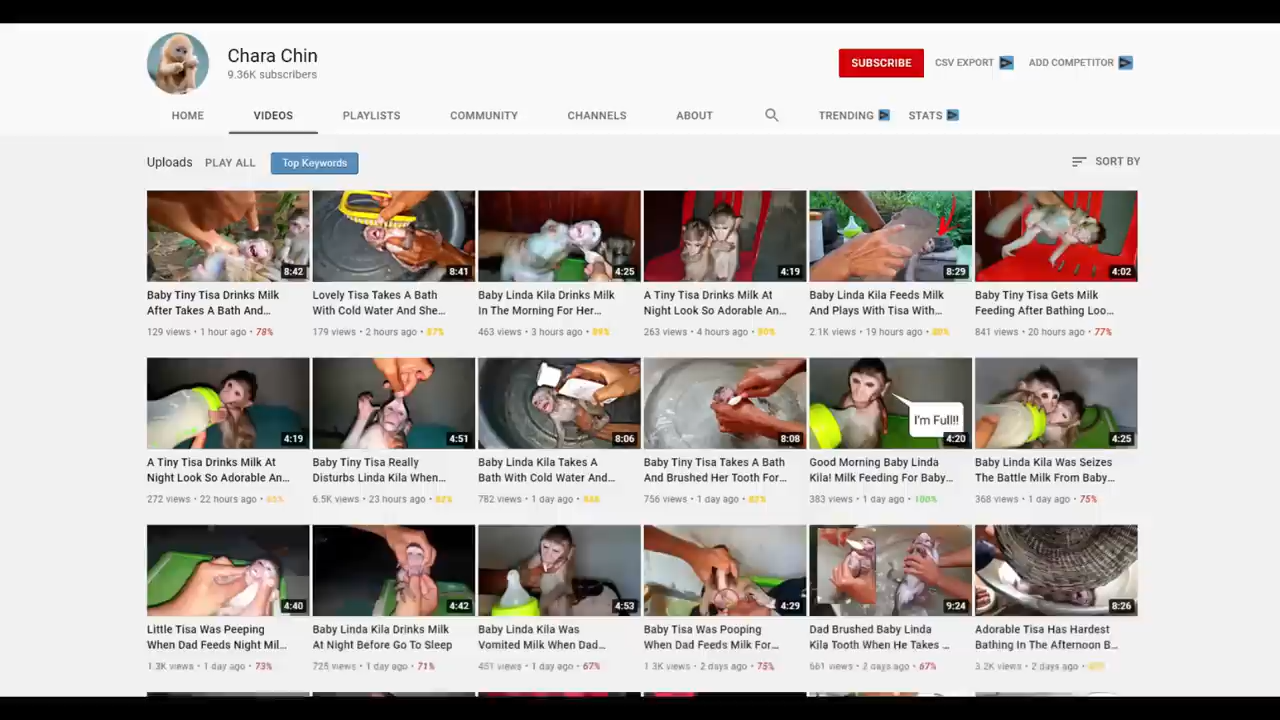 Chara Chin
9.36K subscribers
SUBSCRIBE CSV EXPORT ADD COMPETITOR
HOME VIDEOS PLAYLISTS COMMUNITY CHANNELS ABOUT TRENDING STATS
Uploads PLAY ALL Top Keywords SORT BY
8:42 8:41 4:25 4:19 8:29 4:02
Baby Tiny Tisa Drinks Milk
After Takes A Bath And...
129 views • 1 hour ago • 78%
Lovely Tisa Takes A Bath
With Cold Water And She...
179 views • 2 hours ago •
Baby Linda Kila Drinks Milk
In The Morning For Her...
463 views • 3 hours ago •
A Tiny Tisa Drinks Milk At
Night Look So Adorable An...
263 views • 4 hours ago •
Baby Linda Kila Feeds Milk
And Plays With Tisa With...
2.1K views • 19 hours ago •
Baby Tiny Tisa Gets Milk
Feeding After Bathing Loo...
841 views • 20 hours ago • 77%
I'm Full!!
4:19 4:51 8:06 8:08 4:20 4:25
A Tiny Tisa Drinks Milk At
Night Look So Adorable An...
272 views • 22 hours ago •
Baby Tiny Tisa Really
Disturbs Linda Kila When...
6.5K views • 23 hours ago •
Baby Linda Kila Takes A
Bath With Cold Water And...
782 views • 1 day ago •
Baby Tiny Tisa Takes A Bath
And Brushed Her Tooth For...
756 views • 1 day ago •
Good Morning Baby Linda
Kila! Milk Feeding For Baby...
383 views • 1 day ago • 100%
Baby Linda Kila Was Seizes
The Battle Milk From Baby...
368 views • 1 day ago • 75%
4:40 4:42 4:53 4:29 9:24 8:26
Little Tisa Was Peeping
When Dad Feeds Night Mil...
1.3K views • 1 day ago • 73%
Baby Linda Kila Drinks Milk
At Night Before Go To Sleep
725 views • 1 day ago • 71%
Baby Linda Kila Was
Vomited Milk When Dad...
451 views • 1 day ago • 67%
Baby Tisa Was Pooping
When Dad Feeds Milk For...
1.3K views • 2 days ago • 75%
Dad Brushed Baby Linda
Kila Tooth When He Takes ...
661 views • 2 days ago • 67%
Adorable Tisa Has Hardest
Bathing In The Afternoon B...
3.2K views • 2 days ago •